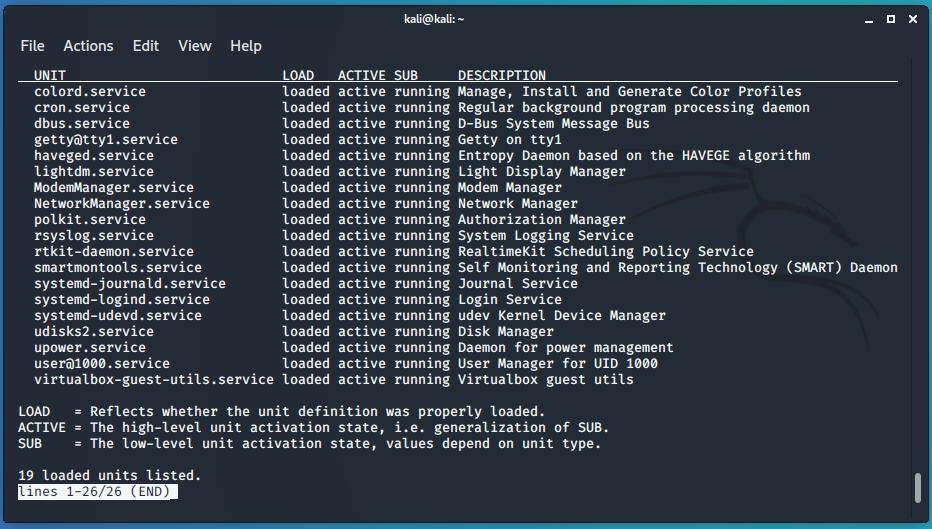 kali@kali: ~
File Actions Edit View Help
UNIT LOAD ACTIVE SUB DESCRIPTION
colord.service loaded active running Manage, Install and Generate Color Profiles
cron.service loaded active running Regular background program processing daemon
dbus.service loaded active running D-Bus System Message Bus
getty@tty1.service loaded active running Getty on tty1
haveged.service loaded active running Entropy Daemon based on the HAVEGE algorithm
lightdm.service loaded active running Light Display Manager
ModemManager.service loaded active running Modem Manager
NetworkManager.service loaded active running Network Manager
polkit.service loaded active running Authorization Manager
rsyslog.service loaded active running System Logging Service
rtkit-daemon.service loaded active running RealtimeKit Scheduling Policy Service
smartmontools.service loaded active running Self Monitoring and Reporting Technology (SMART) Daemon
systemd-journald.service loaded active running Journal Service
systemd-logind.service loaded active running Login Service
systemd-udevd.service loaded active running udev Kernel Device Manager
udisks2.service loaded active running Disk Manager
upower.service loaded active running Daemon for power management
user@1000.service loaded active running User Manager for UID 1000
virtualbox-guest-utils.service loaded active running Virtualbox guest utils
LOAD = Reflects whether the unit definition was properly loaded.
ACTIVE = The high-level unit activation state, i.e. generalization of SUB.
SUB = The low-level unit activation state, values depend on unit type.
19 loaded units listed.
lines 1-26/26 (END)